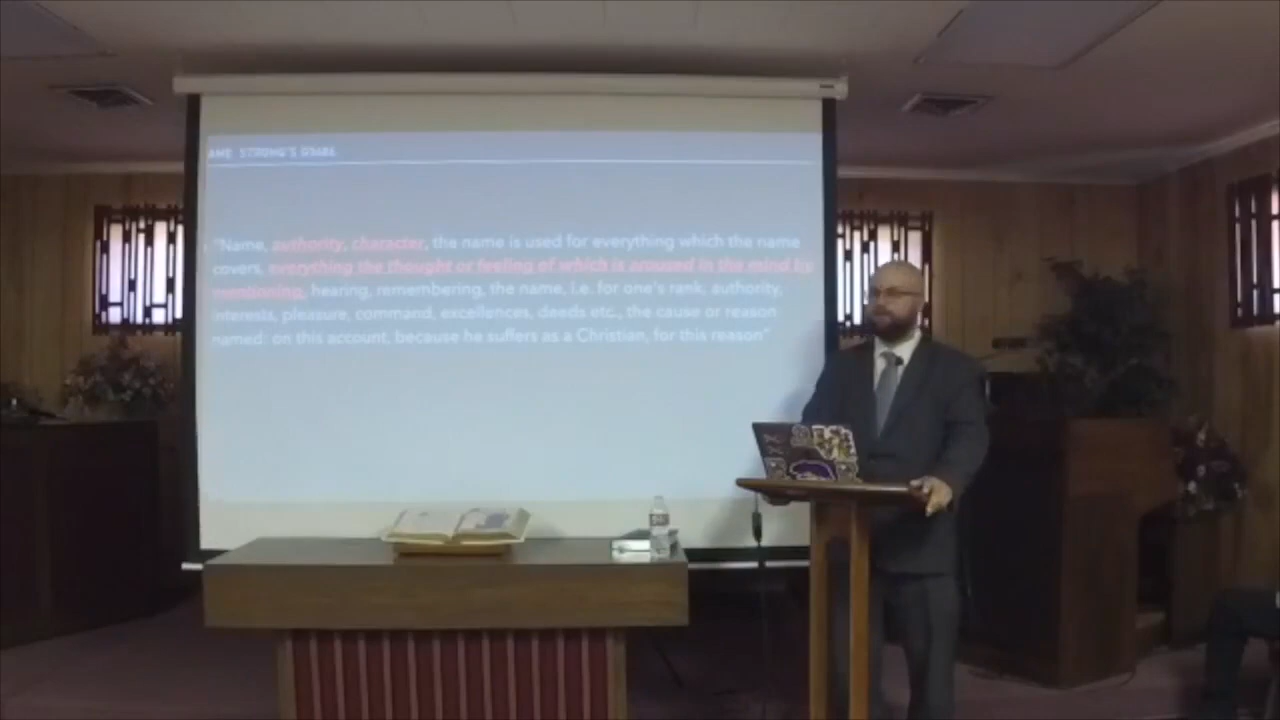 STRONG'S G3686
"Name, authority, character, the name is used for everything which the name
covers, everything the thought or feeling of which is aroused in the mind by
mentioning, hearing, remembering, the name, i.e. for one's rank, authority,
interests, pleasure, command, excellences, deeds etc., the cause or reason
named: on this account, because he suffers as a Christian, for this reason"